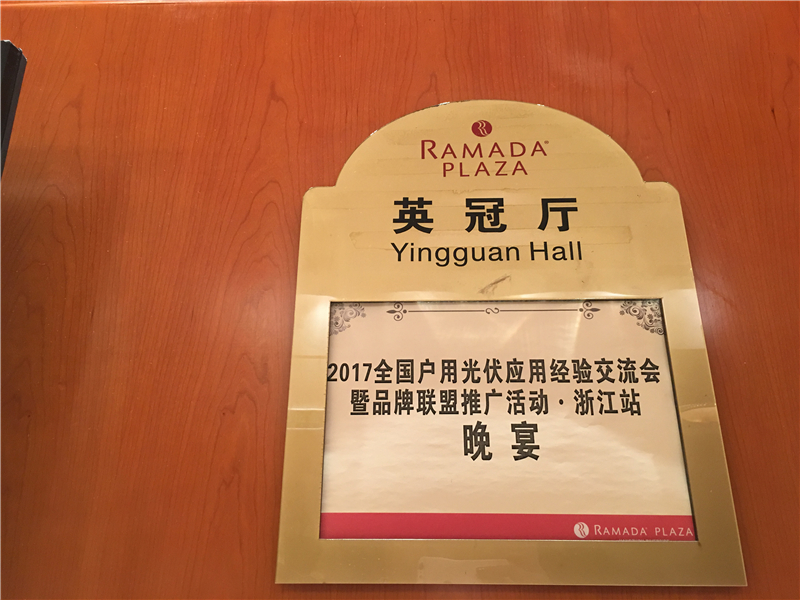 RAMADA®
PLAZA
英冠厅
Yingguan Hall
2017全国户用光伏应用经验交流会
暨品牌联盟推广活动·浙江站
晚宴
RAMADA® PLAZA